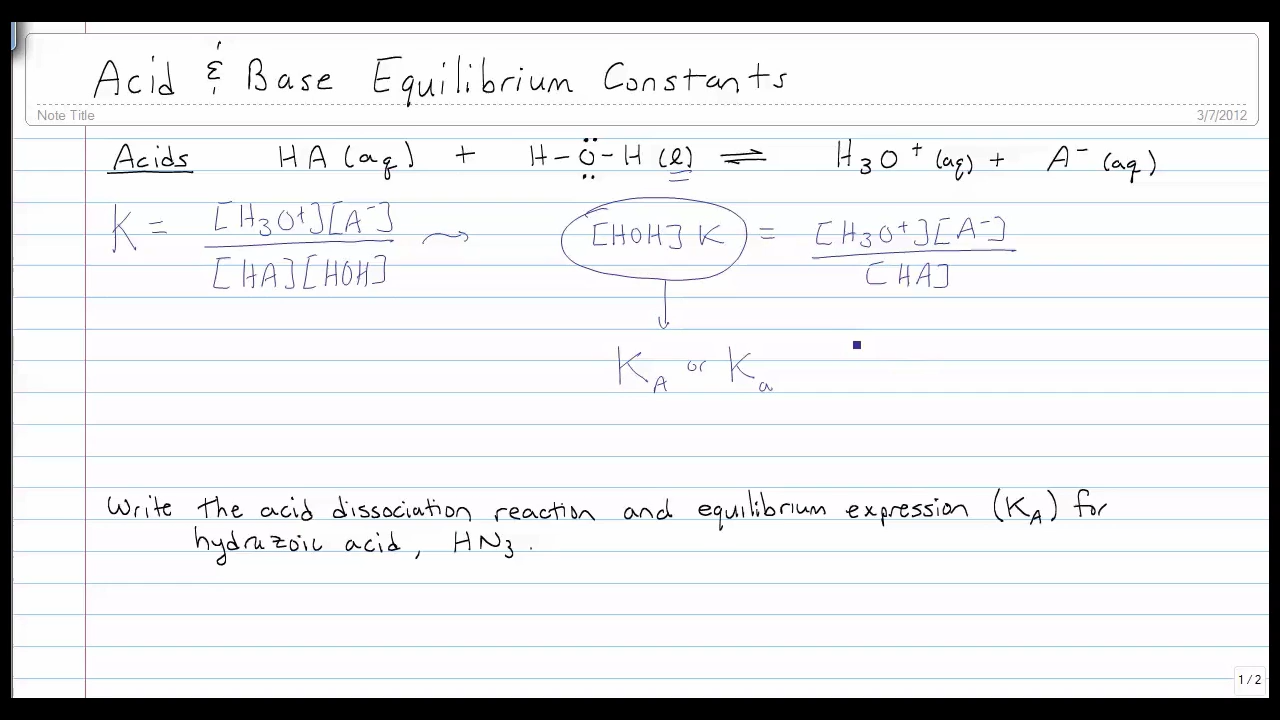 Acid & Base Equilibrium Constants
Note Title
3/7/2012
Acids HA (aq) + H-Ö-H (l) ⇌ H3O+ (aq) + A- (aq)
K = [H3O+][A-] / [HA][HOH] → [HOH] K = [H3O+][A-] / [HA]
KA or Ka
Write the acid dissociation reaction and equilibrium expression (KA) for
hydrazoic acid, HN3.
1 / 2